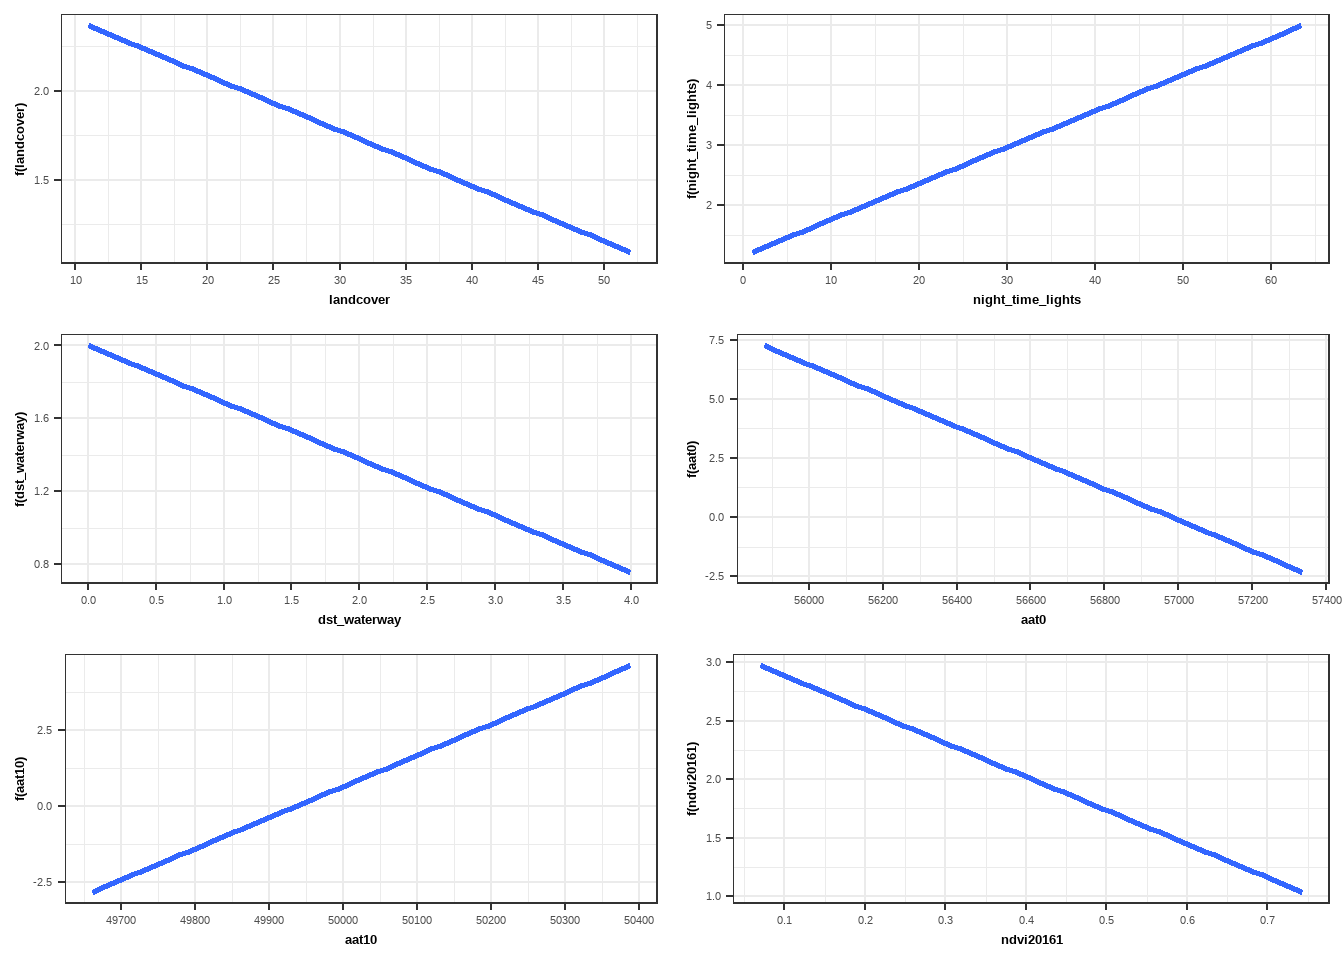 2.0
1.5
f(landcover)
10 15 20 25 30 35 40 45 50
landcover
5
4
3
2
f(night_time_lights)
0 10 20 30 40 50 60
night_time_lights
2.0
1.6
1.2
0.8
f(dst_waterway)
0.0 0.5 1.0 1.5 2.0 2.5 3.0 3.5 4.0
dst_waterway
7.5
5.0
2.5
0.0
-2.5
f(aat0)
56000 56200 56400 56600 56800 57000 57200 57400
aat0
2.5
0.0
-2.5
f(aat10)
49700 49800 49900 50000 50100 50200 50300 50400
aat10
3.0
2.5
2.0
1.5
1.0
f(ndvi20161)
0.1 0.2 0.3 0.4 0.5 0.6 0.7
ndvi20161